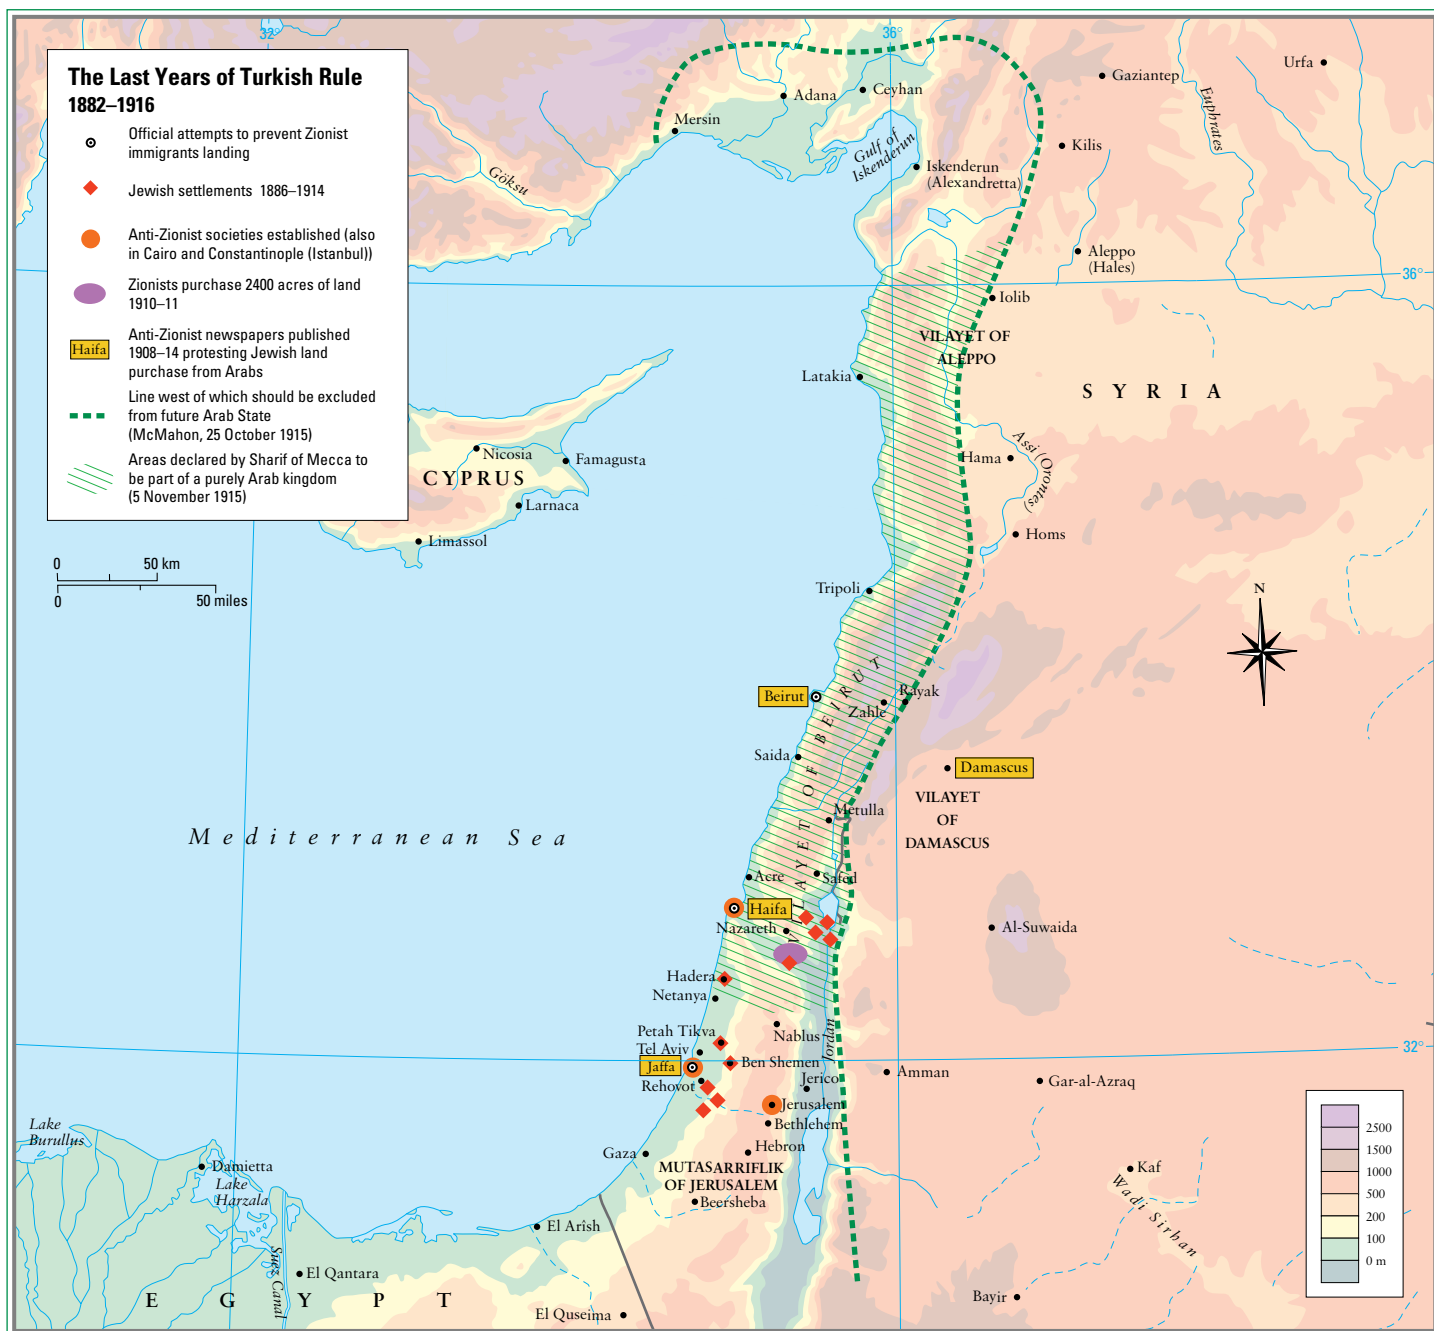 The Last Years of Turkish Rule
1882–1916
Official attempts to prevent Zionist
immigrants landing
Jewish settlements 1886–1914
Anti-Zionist societies established (also
in Cairo and Constantinople (Istanbul))
Zionists purchase 2400 acres of land
1910–11
Haifa
Anti-Zionist newspapers published
1908–14 protesting Jewish land
purchase from Arabs
Line west of which should be excluded
from future Arab State
(McMahon, 25 October 1915)
Areas declared by Sharif of Mecca to
be part of a purely Arab kingdom
(5 November 1915)
0 50 km
0 50 miles
32°
36°
Urfa
Gaziantep
Euphrates
Ceyhan
Adana
Mersin
Kilis
Gulf of
Iskenderun
Iskenderun
(Alexandretta)
Göksu
Aleppo
(Hales)
36°
Iolib
VILAYET OF
ALEPPO
Latakia
SYRIA
Nicosia
Famagusta
CYPRUS
Larnaca
Limassol
Hama
Assi (Orontes)
Homs
Tripoli
N
Beirut
Rayak
Zahle
VILAYET OF BEIRUT
Saida
Damascus
VILAYET
OF
DAMASCUS
Metulla
Mediterranean Sea
Acre
Safed
Haifa
Nazareth
Al-Suwaida
Hadera
Netanya
Nablus
Jordan
Petah Tikva
Tel Aviv
32°
Jaffa
Ben Shemen
Rehovot
Jerico
Amman
Gar-al-Azraq
Jerusalem
Bethlehem
Hebron
Gaza
MUTASARRIFLIK
OF JERUSALEM
Beersheba
Lake
Burullus
Damietta
Lake
Harzala
Kaf
Wadi Sirhan
El Arîsh
Suez Canal
El Qantara
EGYPT
El Quseima
Bayir
2500
1500
1000
500
200
100
0 m